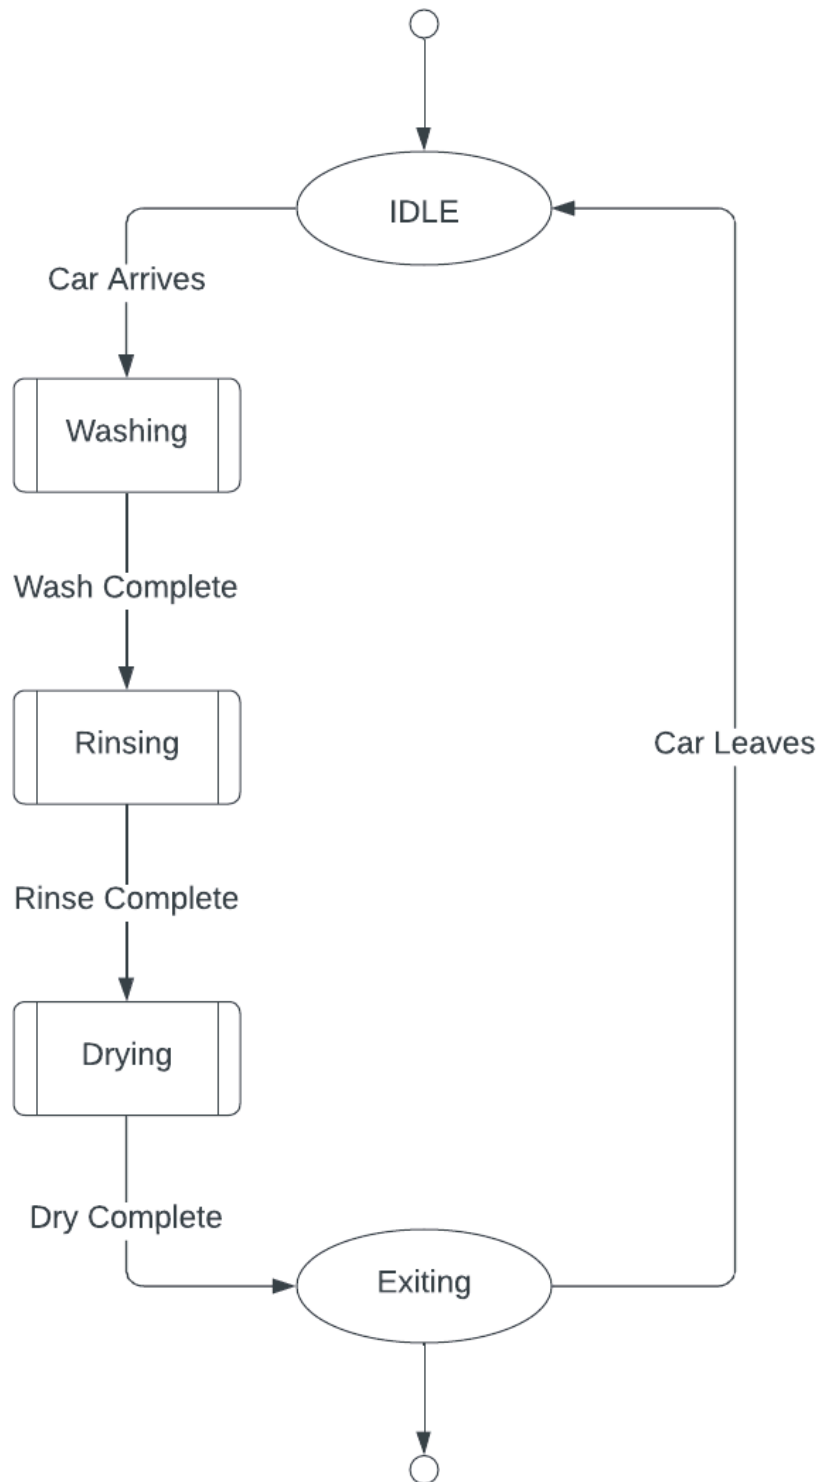 IDLE
Car Arrives
Washing
Wash Complete
Rinsing
Car Leaves
Rinse Complete
Drying
Dry Complete
Exiting